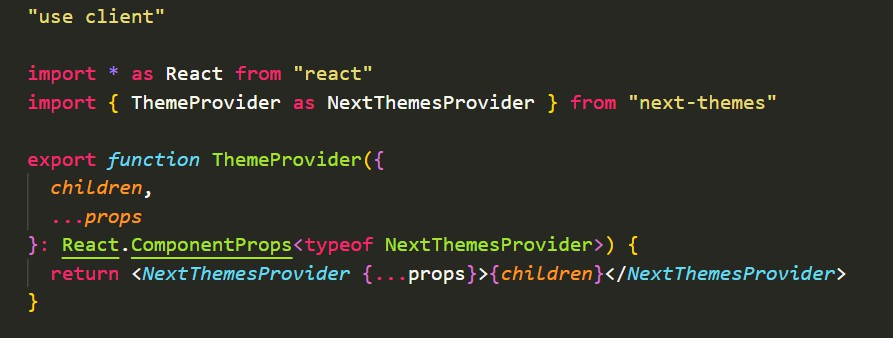 "use client"
import * as React from "react"
import { ThemeProvider as NextThemesProvider } from "next-themes"
export function ThemeProvider({
  children,
  ...props
}: React.ComponentProps<typeof NextThemesProvider>) {
  return <NextThemesProvider {...props}>{children}</NextThemesProvider>
}